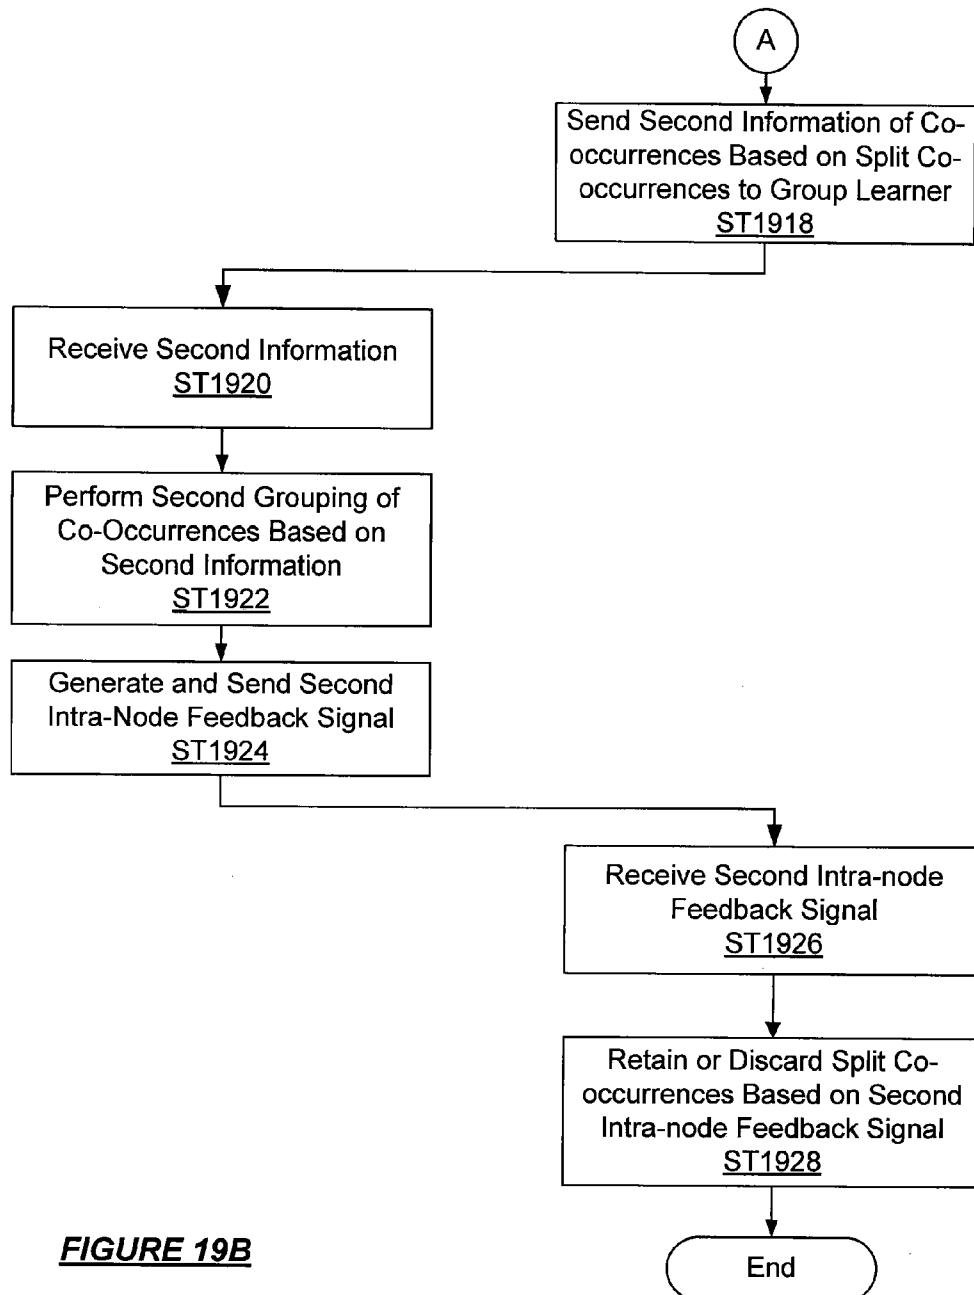 A
Send Second Information of Co-
occurrences Based on Split Co-
occurrences to Group Learner
ST1918
Receive Second Information
ST1920
Perform Second Grouping of
Co-Occurrences Based on
Second Information
ST1922
Generate and Send Second
Intra-Node Feedback Signal
ST1924
Receive Second Intra-node
Feedback Signal
ST1926
Retain or Discard Split Co-
occurrences Based on Second
Intra-node Feedback Signal
ST1928
End
FIGURE 19B